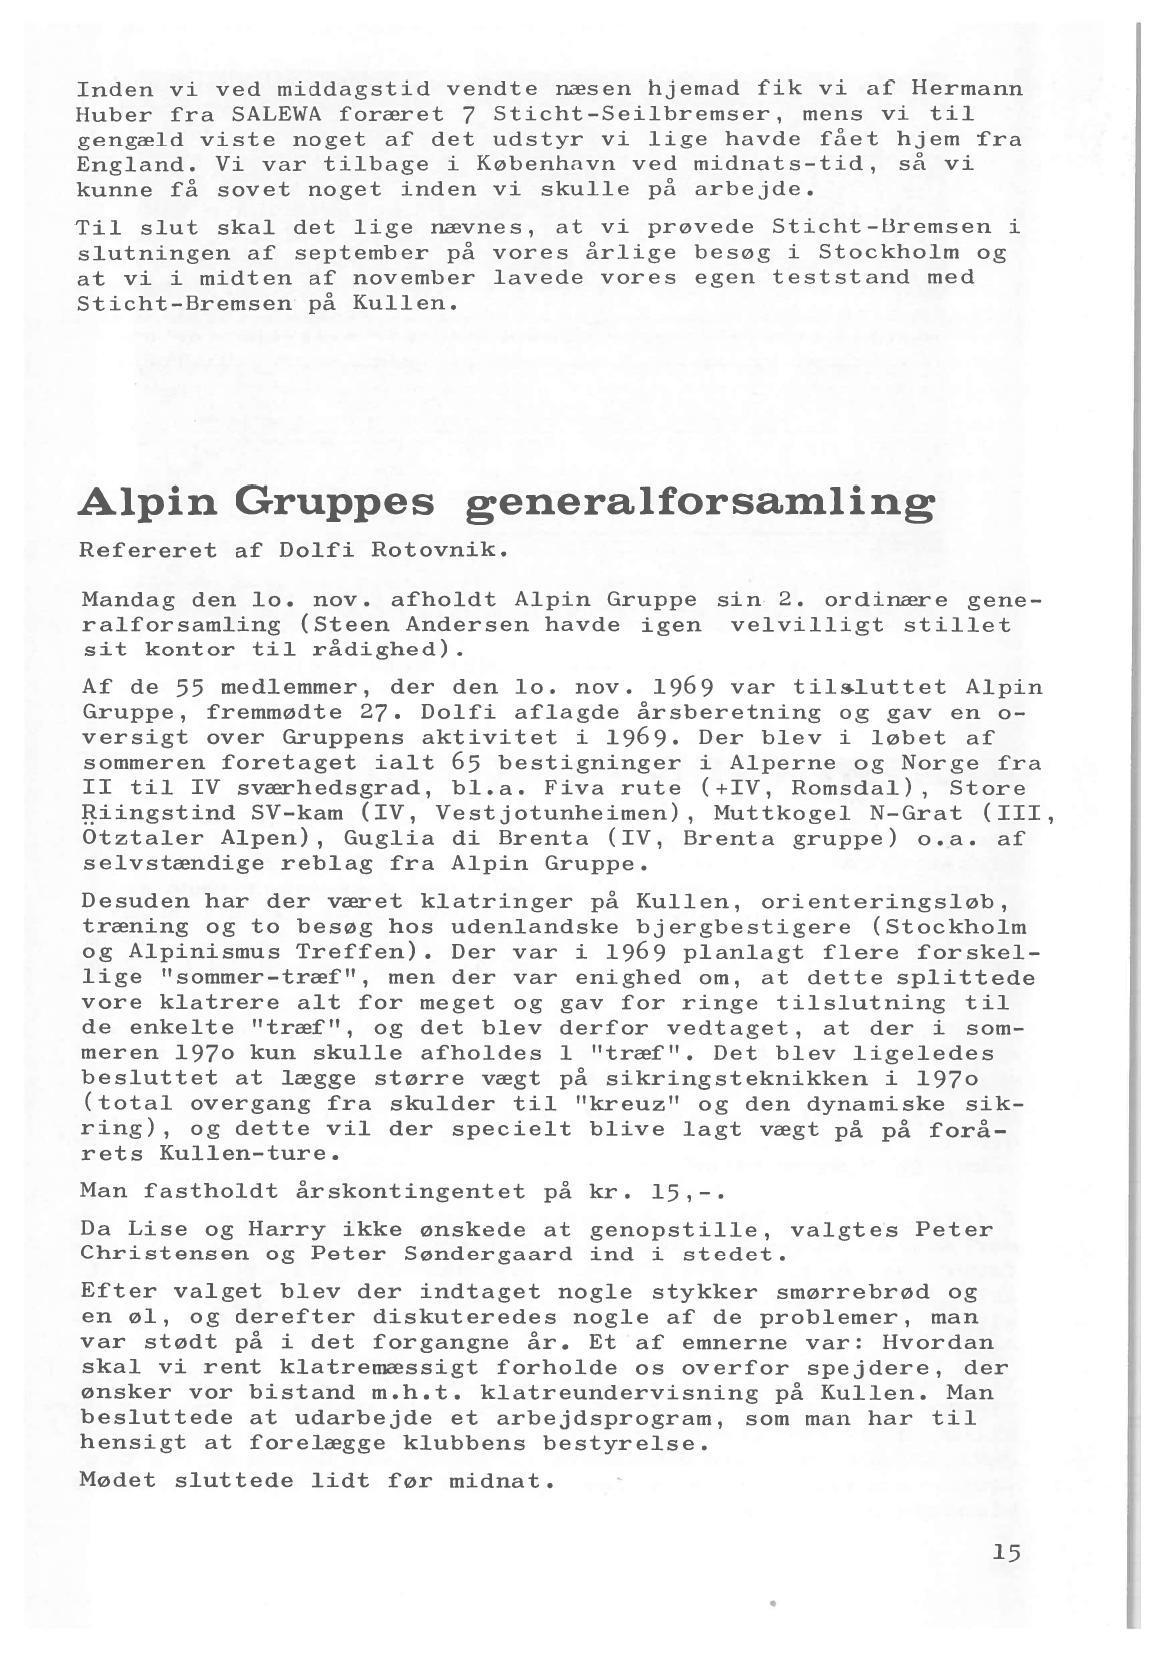 Inden vi ved middagstid vendte næsen hjemad fik vi af Hermann
Huber fra SALEWA foræret 7 Sticht-Seilbremser, mens vi til
gengæld viste noget af det udstyr vi lige havde fået hjem fra
England. Vi var tilbage i København ved midnats-tid, så vi
kunne få sovet noget inden vi skulle på arbejde.
Til slut skal det lige nævnes, at vi prøvede Sticht-Bremsen i
slutningen af september på vores årlige besøg i Stockholm og
at vi i midten af november lavede vores egen teststand med
Sticht-Bremsen på Kullen.
Alpin Gruppes generalforsamling
Refereret af Dolfi Rotovnik.
Mandag den lo. nov. afholdt Alpin Gruppe sin 2. ordinære gene-
ralforsamling (Steen Andersen havde igen velvilligt stillet
sit kontor til rådighed).
Af de 55 medlemmer, der den lo. nov. 1969 var tilsluttet Alpin
Gruppe, fremmødte 27. Dolfi aflagde årsberetning og gav en o-
versigt over Gruppens aktivitet i 1969. Der blev i løbet af
sommeren foretaget ialt 65 bestigninger i Alperne og Norge fra
II til IV sværhedsgrad, bl.a. Fiva rute (+IV, Romsdal), Store
Riingstind SV-kam (IV, Vestjotunheimen), Muttkogel N-Grat (III,
Ötztaler Alpen), Guglia di Brenta (IV, Brenta gruppe) o.a. af
selvstændige reblag fra Alpin Gruppe.
Desuden har der været klatringer på Kullen, orienteringsløb,
træning og to besøg hos udenlandske bjergbestigere (Stockholm
og Alpinismus Treffen). Der var i 1969 planlagt flere forskel-
lige "sommer-træf", men der var enighed om, at dette splittede
vore klatrere alt for meget og gav for ringe tilslutning til
de enkelte "træf", og det blev derfor vedtaget, at der i som-
meren 197o kun skulle afholdes l "træf". Det blev ligeledes
besluttet at lægge større vægt på sikringsteknikken i 197o
(total overgang fra skulder til "kreuz" og den dynamiske sik-
ring), og dette vil der specielt blive lagt vægt på på forå-
rets Kullen-ture.
Man fastholdt årskontingentet på kr. 15,-.
Da Lise og Harry ikke ønskede at genopstille, valgtes Peter
Christensen og Peter Søndergaard ind i stedet.
Efter valget blev der indtaget nogle stykker smørrebrød og
en øl, og derefter diskuteredes nogle af de problemer, man
var stødt på i det forgangne år. Et af emnerne var: Hvordan
skal vi rent klatremæssigt forholde os overfor spejdere, der
ønsker vor bistand m.h.t. klatreundervisning på Kullen. Man
besluttede at udarbejde et arbejdsprogram, som man har til
hensigt at forelægge klubbens bestyrelse.
Mødet sluttede lidt før midnat.
15